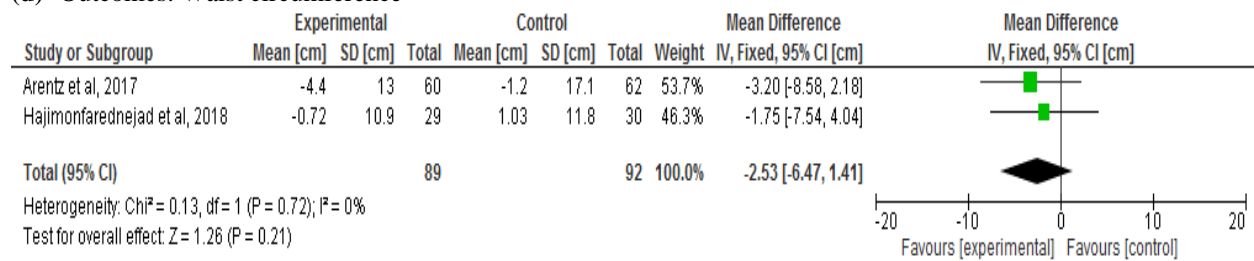 (d) Outcomes: Waist circumference
Experimental Control Mean Difference Mean Difference
Study or Subgroup Mean [cm] SD [cm] Total Mean [cm] SD [cm] Total Weight IV, Fixed, 95% CI [cm] IV, Fixed, 95% CI [cm]
Arentz et al, 2017 -4.4 13 60 -1.2 17.1 62 53.7% -3.20 [-8.58, 2.18]
Hajimonfarednejad et al, 2018 -0.72 10.9 29 1.03 11.8 30 46.3% -1.75 [-7.54, 4.04]
Total (95% CI) 89 92 100.0% -2.53 [-6.47, 1.41]
Heterogeneity: Chi² = 0.13, df = 1 (P = 0.72); I² = 0%
Test for overall effect: Z = 1.26 (P = 0.21)
-20 -10 0 10 20
Favours [experimental] Favours [control]